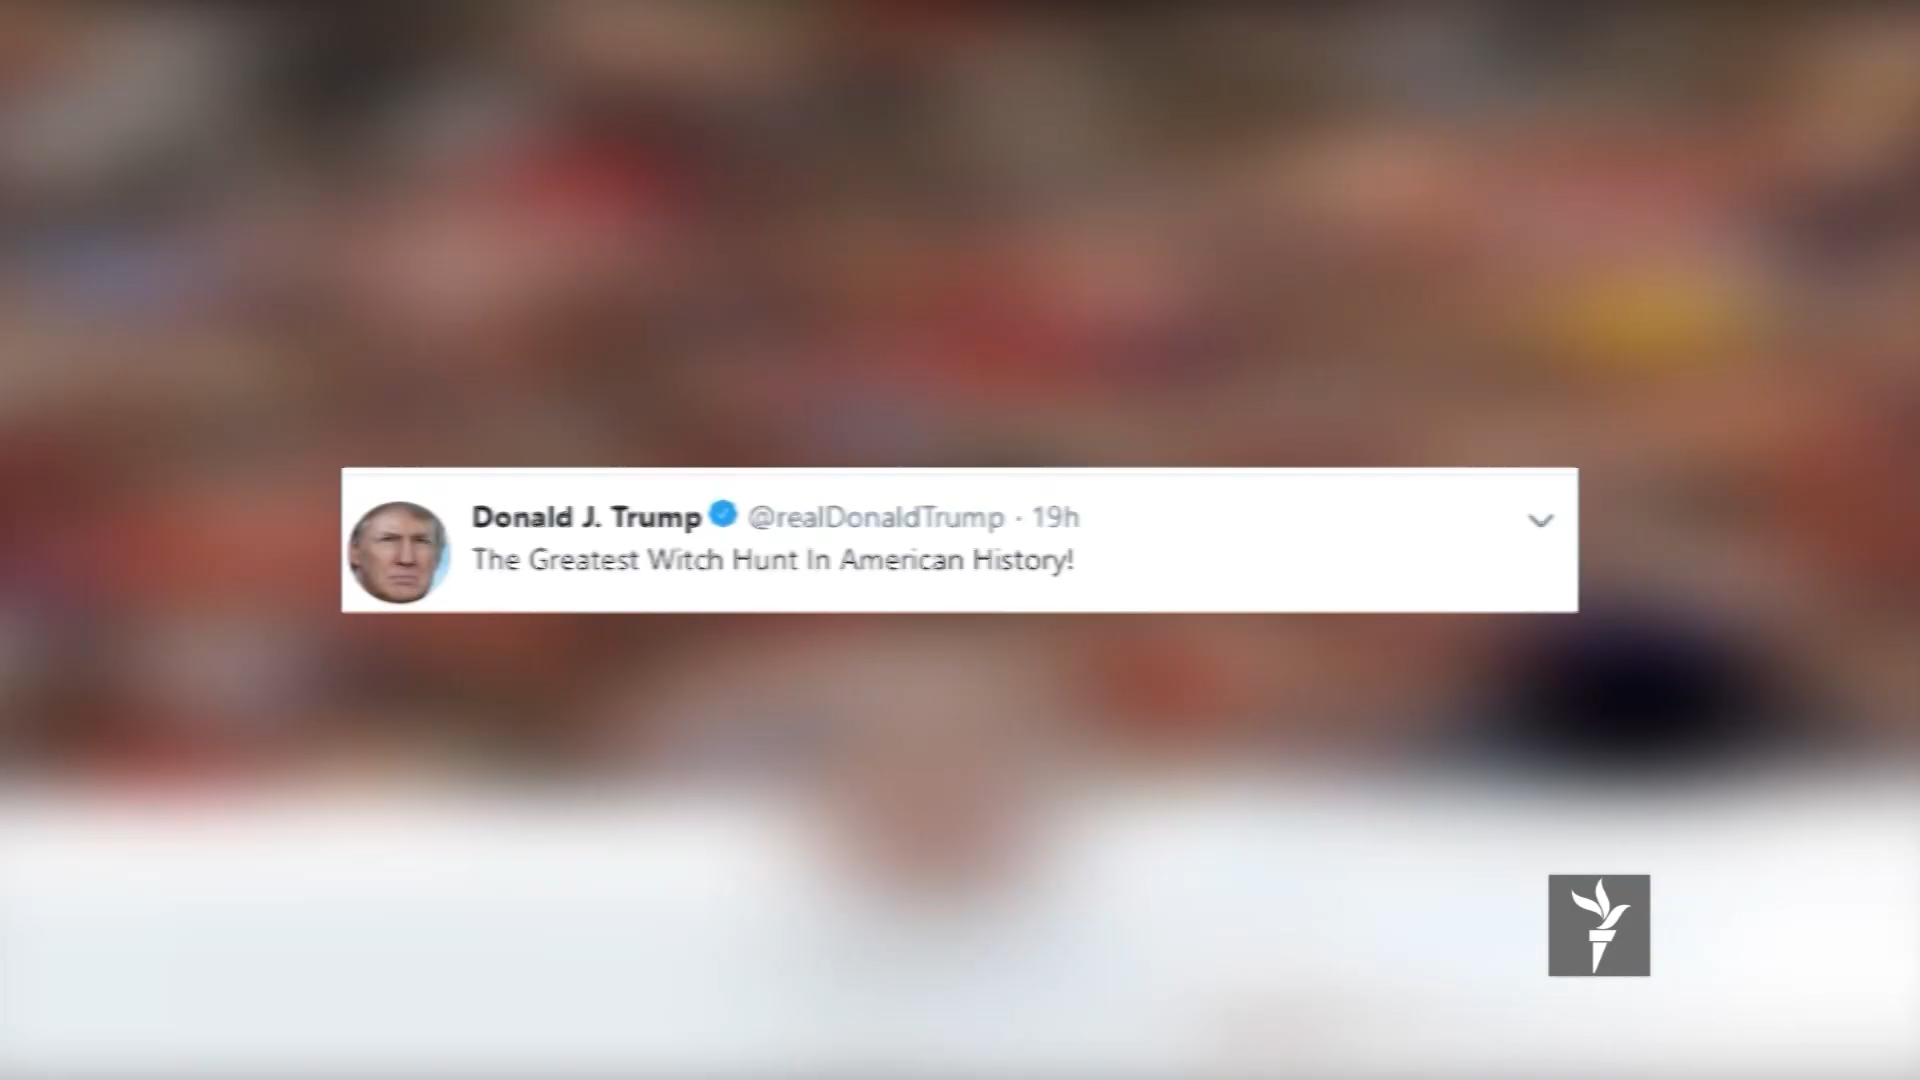 Donald J. Trump @realDonaldTrump · 19h
The Greatest Witch Hunt In American History!